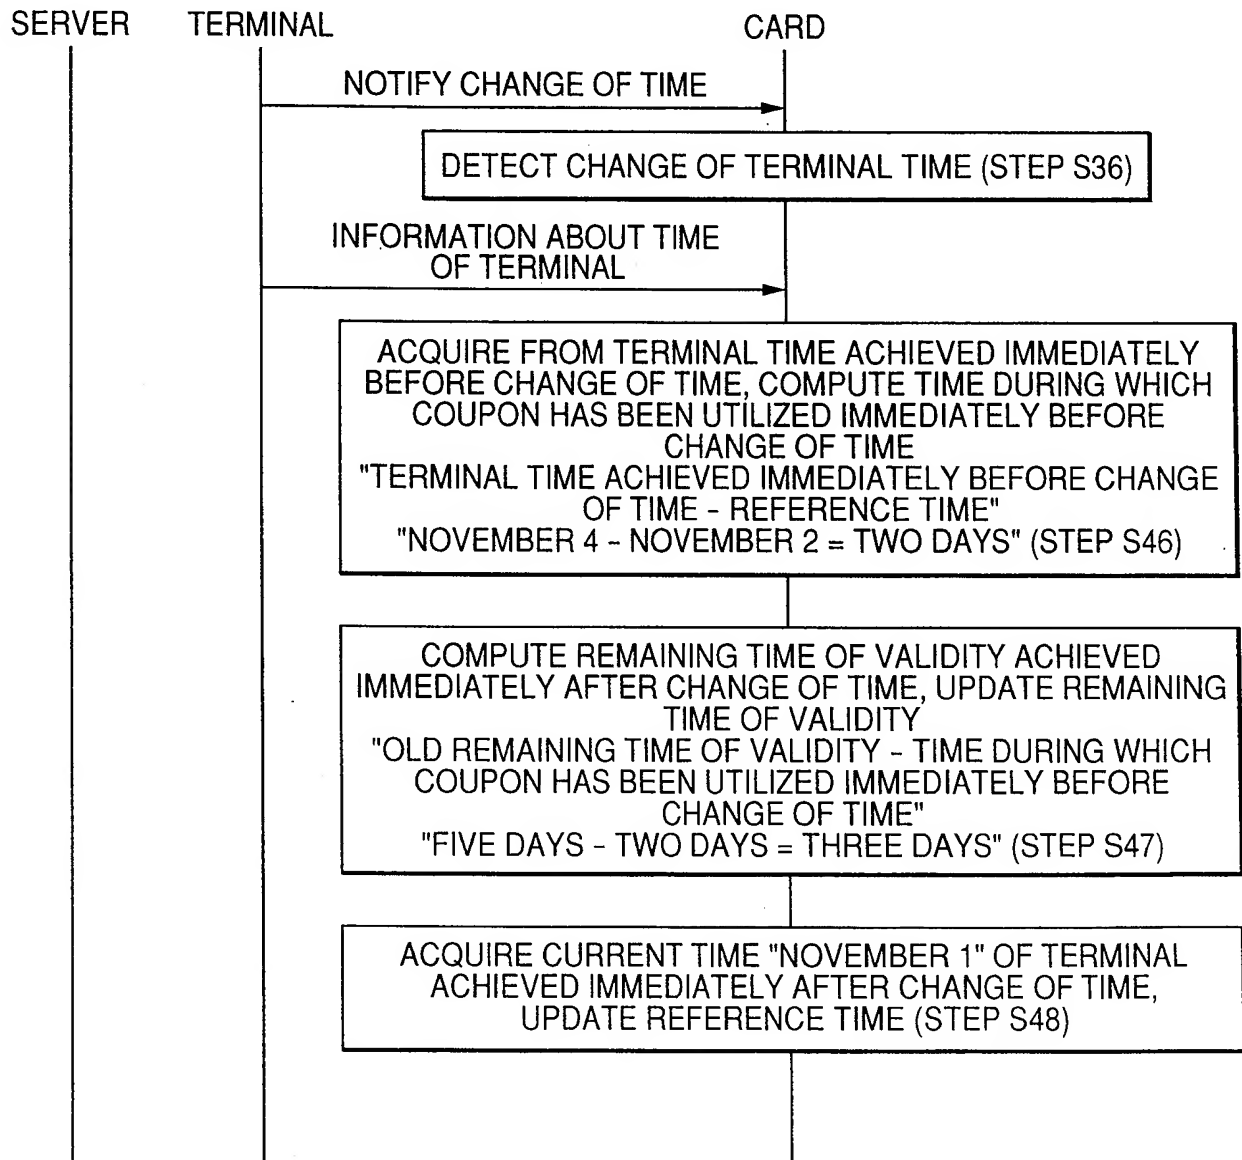 SERVER
TERMINAL
CARD
NOTIFY CHANGE OF TIME
DETECT CHANGE OF TERMINAL TIME (STEP S36)
INFORMATION ABOUT TIME
OF TERMINAL
ACQUIRE FROM TERMINAL TIME ACHIEVED IMMEDIATELY
BEFORE CHANGE OF TIME, COMPUTE TIME DURING WHICH
COUPON HAS BEEN UTILIZED IMMEDIATELY BEFORE
CHANGE OF TIME
"TERMINAL TIME ACHIEVED IMMEDIATELY BEFORE CHANGE
OF TIME - REFERENCE TIME"
"NOVEMBER 4 - NOVEMBER 2 = TWO DAYS" (STEP S46)
COMPUTE REMAINING TIME OF VALIDITY ACHIEVED
IMMEDIATELY AFTER CHANGE OF TIME, UPDATE REMAINING
TIME OF VALIDITY
"OLD REMAINING TIME OF VALIDITY - TIME DURING WHICH
COUPON HAS BEEN UTILIZED IMMEDIATELY BEFORE
CHANGE OF TIME"
"FIVE DAYS - TWO DAYS = THREE DAYS" (STEP S47)
ACQUIRE CURRENT TIME "NOVEMBER 1" OF TERMINAL
ACHIEVED IMMEDIATELY AFTER CHANGE OF TIME,
UPDATE REFERENCE TIME (STEP S48)